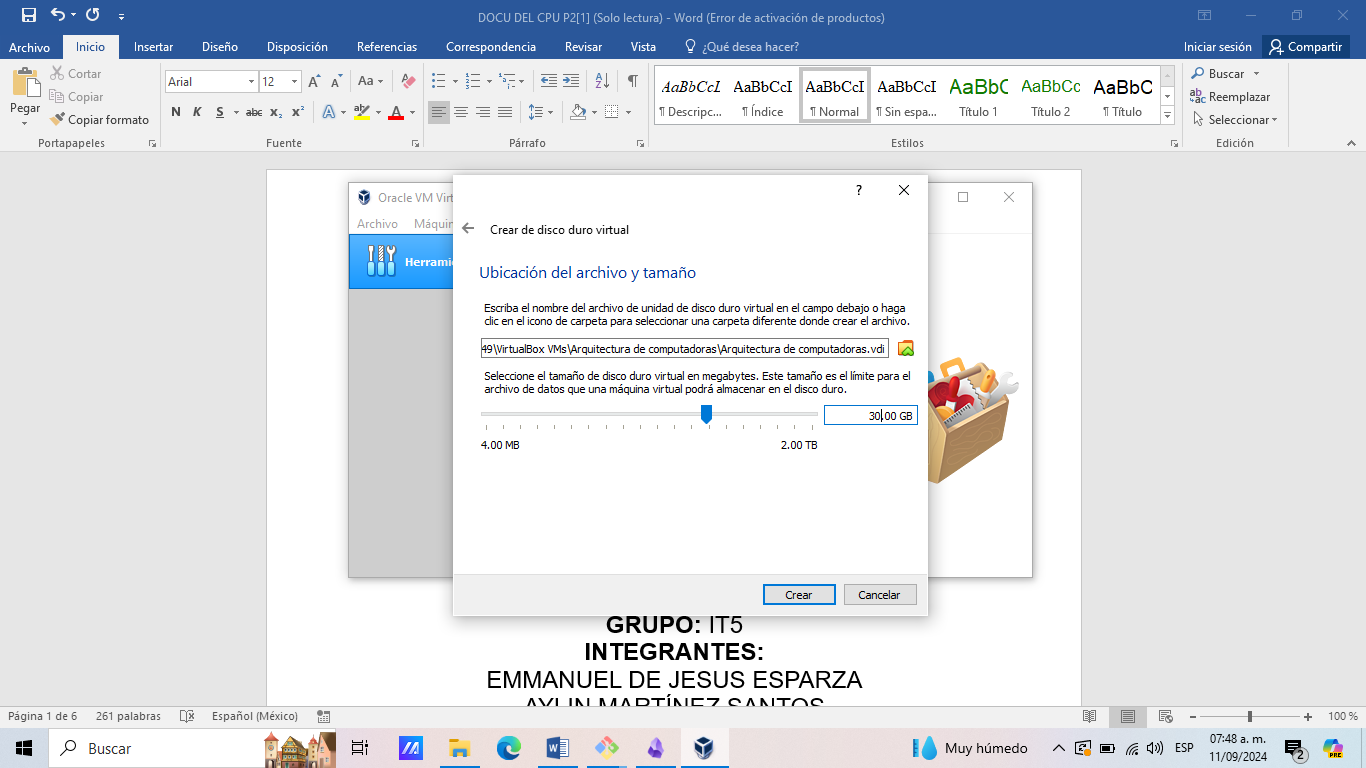 DOCU DEL CPU P2[1] (Solo lectura) - Word (Error de activación de productos)
Archivo Inicio Insertar Diseño Disposición Referencias Correspondencia Revisar Vista ¿Qué desea hacer? Iniciar sesión Compartir
Pegar
Cortar
Copiar
Copiar formato
Portapapeles
Arial 12
N K S abc x₂ x²
Fuente
Párrafo
AaBbCcL AaBbCcI AaBbCcI AaBbCcI AaBbC AaBbCc AaBbC
¶ Descripc... ¶ Índice ¶ Normal ¶ Sin espa... Título 1 Título 2 ¶ Título
Estilos
Buscar
Reemplazar
Seleccionar
Edición
Oracle VM Virt
Archivo Máquin
Herramie
?
Crear de disco duro virtual
Ubicación del archivo y tamaño
Escriba el nombre del archivo de unidad de disco duro virtual en el campo debajo o haga
clic en el icono de carpeta para seleccionar una carpeta diferente donde crear el archivo.
49\VirtualBox VMs\Arquitectura de computadoras\Arquitectura de computadoras.vdi
Seleccione el tamaño de disco duro virtual en megabytes. Este tamaño es el límite para el
archivo de datos que una máquina virtual podrá almacenar en el disco duro.
30.00 GB
4.00 MB 2.00 TB
Crear Cancelar
GRUPO: IT5
INTEGRANTES:
EMMANUEL DE JESUS ESPARZA
AYLIN MARTÍNEZ SANTOS
Página 1 de 6 261 palabras Español (México) 100 %
Buscar
Muy húmedo
ESP
07:48 a. m.
11/09/2024
2
PRE